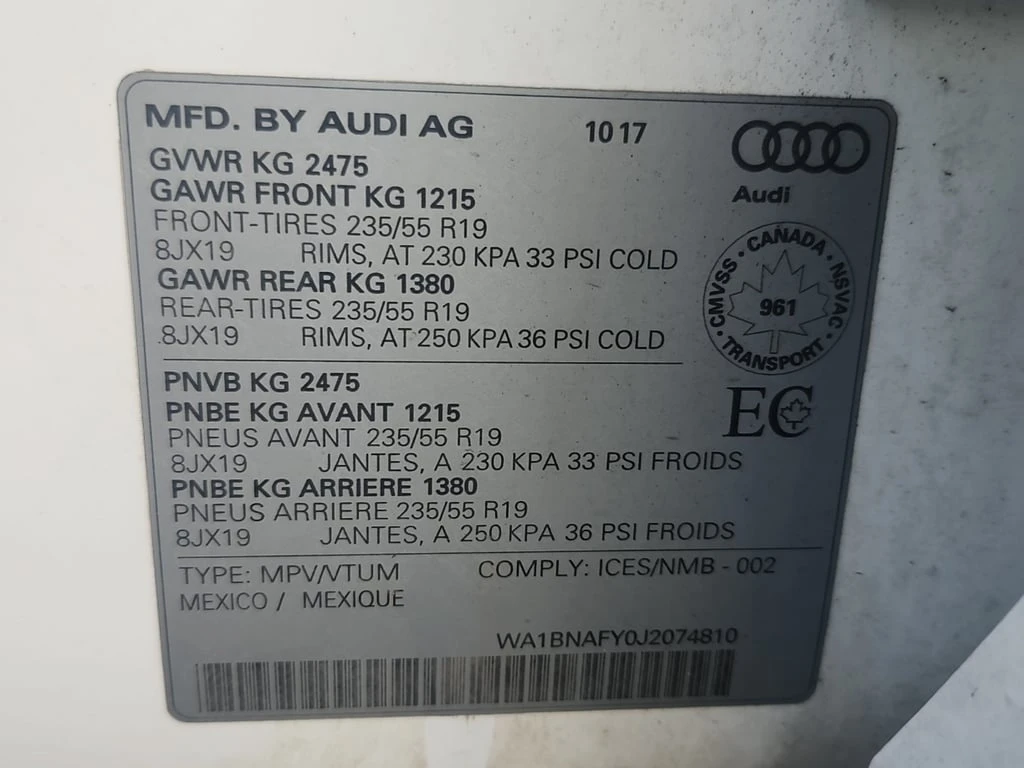 MFD. BY AUDI AG 10 17
Audi
GVWR KG 2475
GAWR FRONT KG 1215
FRONT-TIRES 235/55 R19
8JX19 RIMS, AT 230 KPA 33 PSI COLD
GAWR REAR KG 1380
REAR-TIRES 235/55 R19
8JX19 RIMS, AT 250 KPA 36 PSI COLD
CMVSS · CANADA · NSVAC · TRANSPORT ·
961
PNVB KG 2475
PNBE KG AVANT 1215
PNEUS AVANT 235/55 R19
8JX19 JANTES, A 230 KPA 33 PSI FROIDS
PNBE KG ARRIERE 1380
PNEUS ARRIERE 235/55 R19
8JX19 JANTES, A 250 KPA 36 PSI FROIDS
EC
TYPE: MPV/VTUM COMPLY: ICES/NMB - 002
MEXICO / MEXIQUE
WA1BNAFY0J2074810